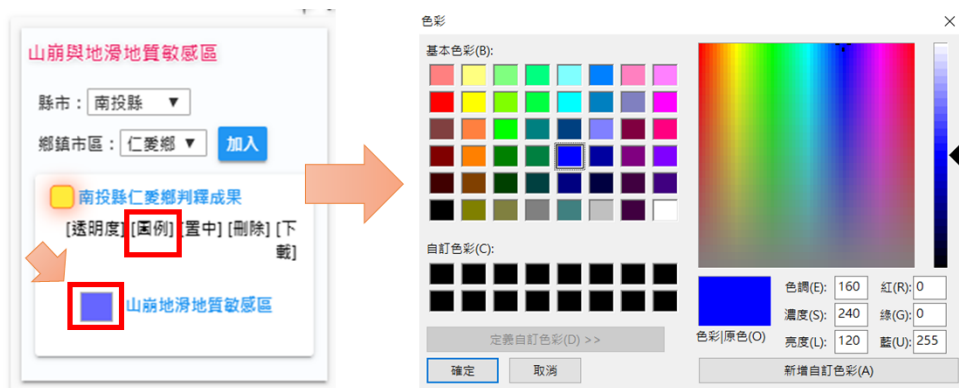 山崩與地滑地質敏感區
縣市：南投縣 ▼
鄉鎮市區：仁愛鄉 ▼ 加入
南投縣仁愛鄉判釋成果
[透明度] [圖例] [置中] [刪除] [下
載]
山崩地滑地質敏感區
色彩
基本色彩(B):
自訂色彩(C):
定義自訂色彩(D) >>
確定 取消
色彩|原色(O)
色調(E): 160 紅(R): 0
濃度(S): 240 綠(G): 0
亮度(L): 120 藍(U): 255
新增自訂色彩(A)